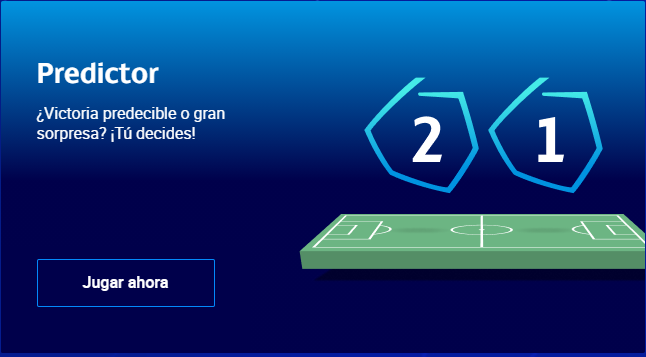 Predictor
¿Victoria predecible o gran
sorpresa? ¡Tú decides!
2 1
Jugar ahora